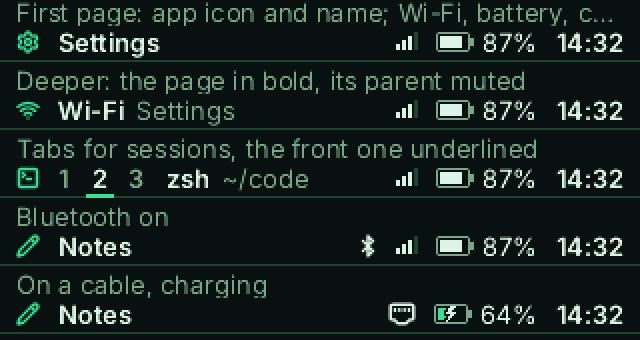 First page: app icon and name; Wi-Fi, battery, c...
Settings 87% 14:32
Deeper: the page in bold, its parent muted
Wi-Fi Settings 87% 14:32
Tabs for sessions, the front one underlined
1 2 3 zsh ~/code 87% 14:32
Bluetooth on
Notes 87% 14:32
On a cable, charging
Notes 64% 14:32